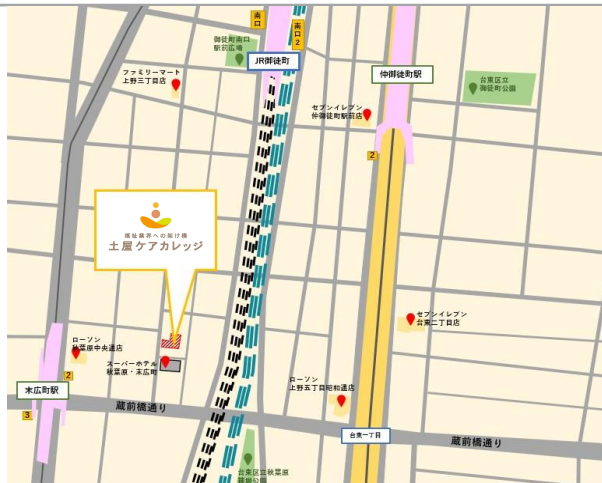 南口
南口2
御徒町南口
駅前広場
JR御徒町
仲御徒町駅
ファミリーマート
上野三丁目店
台東区立
御徒町公園
セブンイレブン
仲御徒町駅前店
2
福祉業界への架け橋
土屋ケアカレッジ
セブンイレブン
台東二丁目店
ローソン
秋葉原中央通店
スーパーホテル
秋葉原・末広町
2
末広町駅
ローソン
上野五丁目昭和通店
3
蔵前橋通り
台東一丁目
蔵前橋通り
台東区立秋葉原
練塀公園